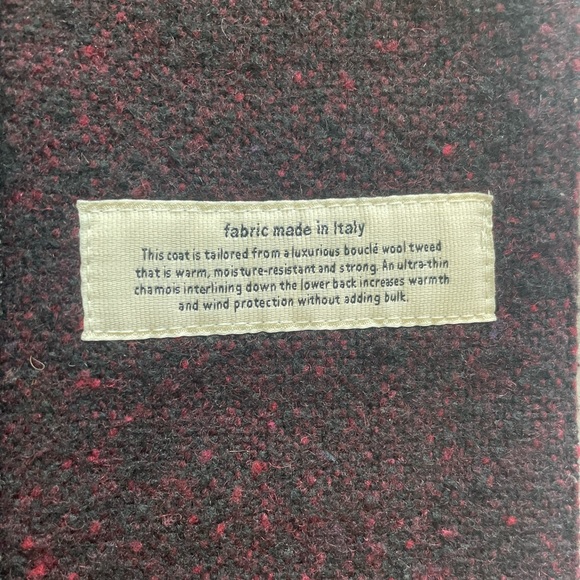 fabric made in Italy
This coat is tailored from a luxurious bouclé wool tweed
that is warm, moisture-resistant and strong. An ultra-thin
chamois interlining down the lower back increases warmth
and wind protection without adding bulk.